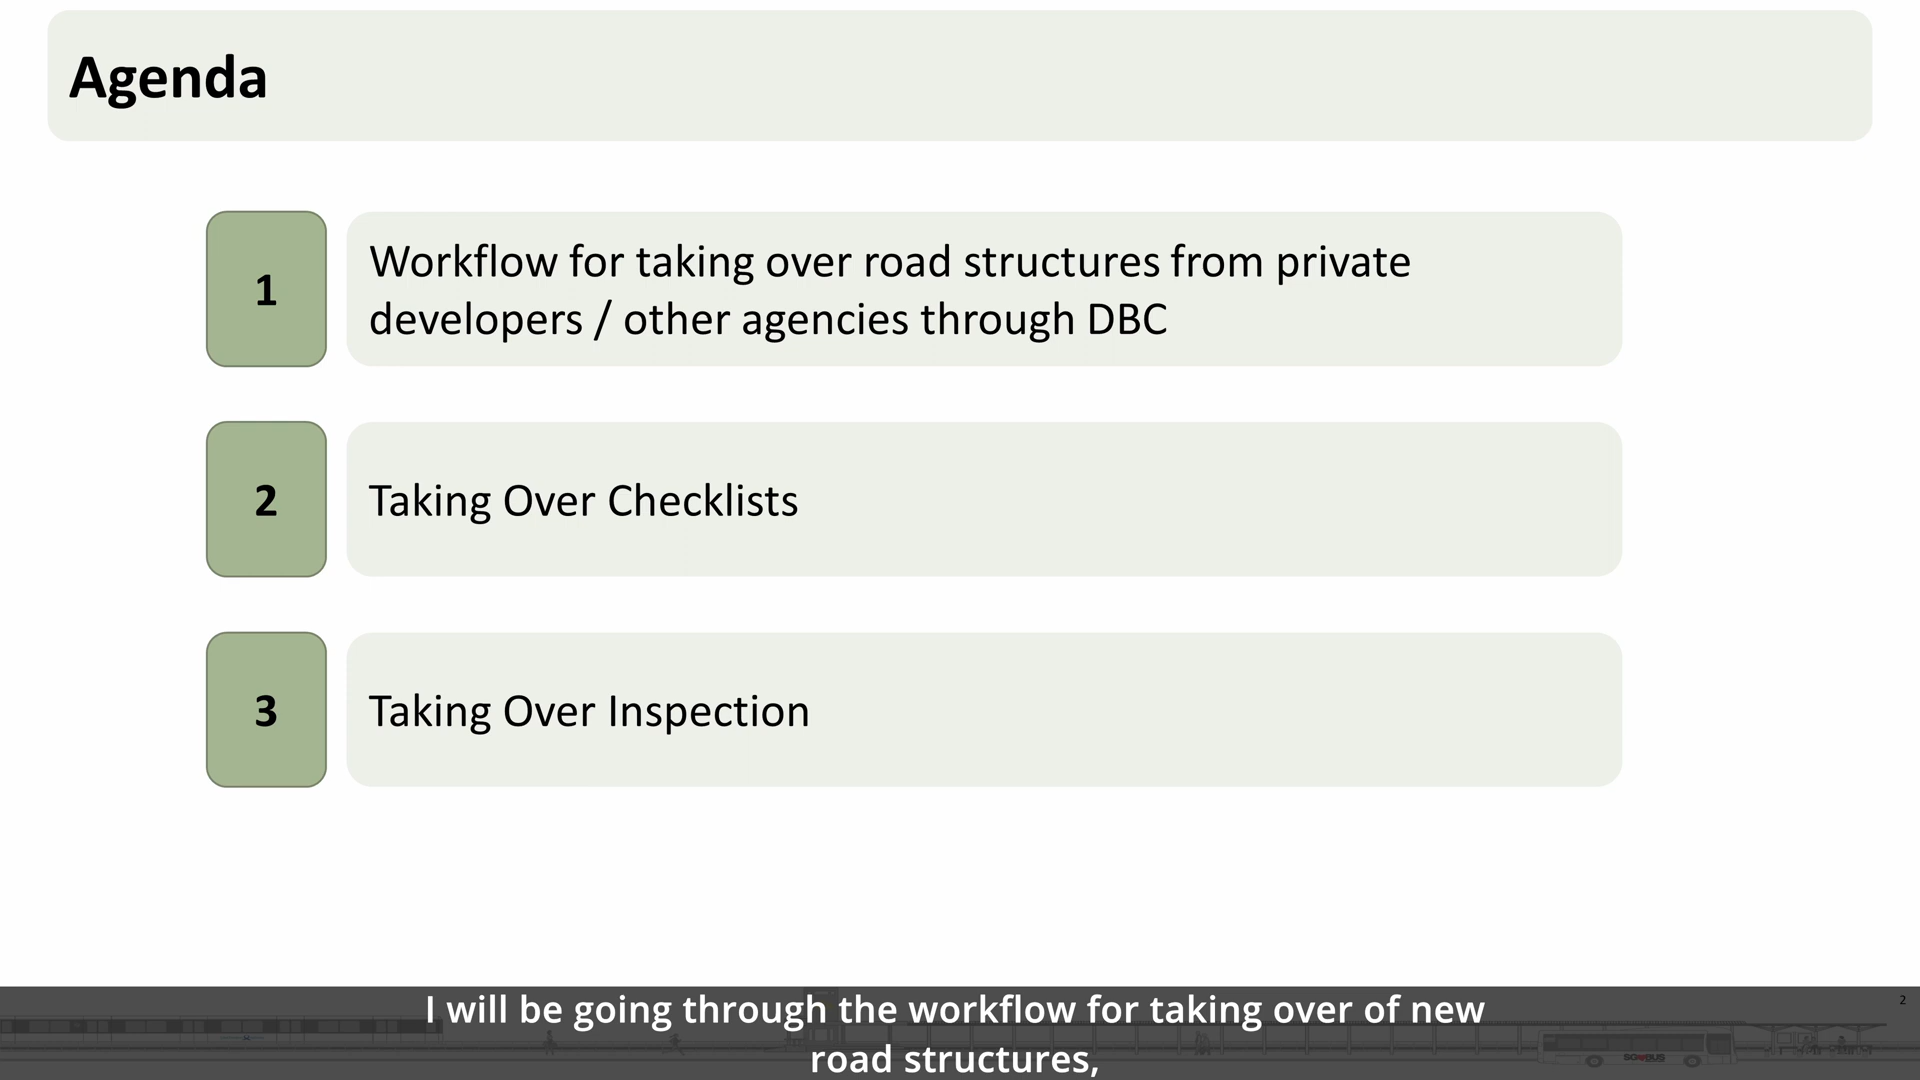 Agenda
1
Workflow for taking over road structures from private
developers / other agencies through DBC
2
Taking Over Checklists
3
Taking Over Inspection
I will be going through the workflow for taking over of new
road structures,
2